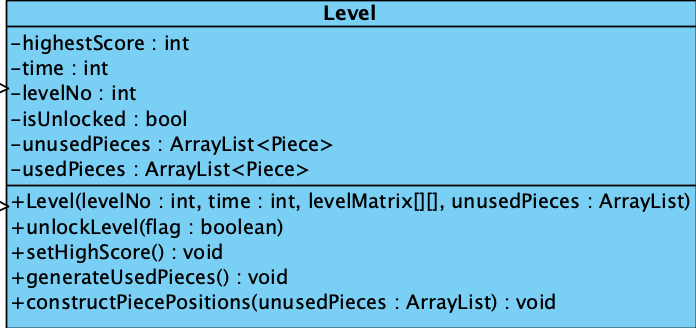 Level
-highestScore : int
-time : int
-levelNo : int
-isUnlocked : bool
-unusedPieces : ArrayList<Piece>
-usedPieces : ArrayList<Piece>
+Level(levelNo : int, time : int, levelMatrix[][], unusedPieces : ArrayList)
+unlockLevel(flag : boolean)
+setHighScore() : void
+generateUsedPieces() : void
+constructPiecePositions(unusedPieces : ArrayList) : void